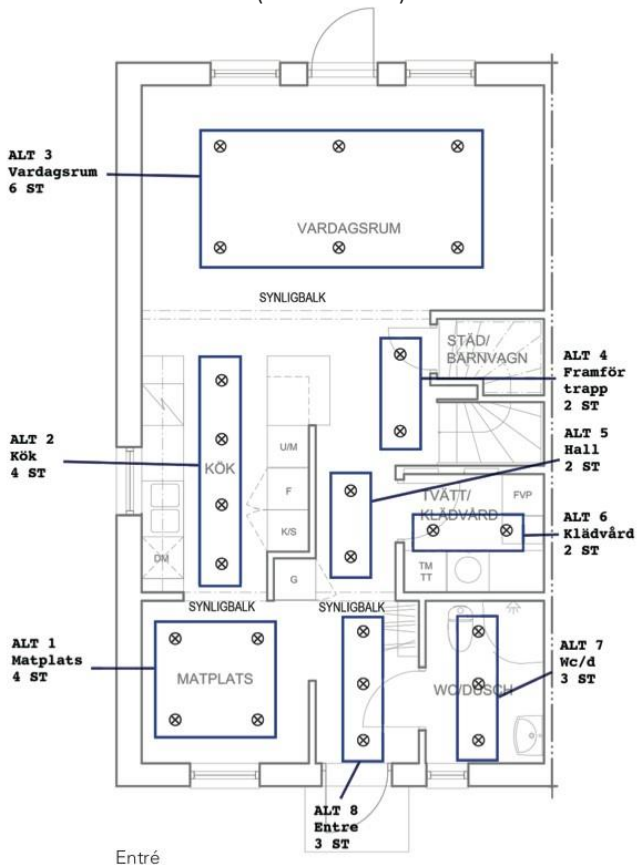 ALT 3
Vardagsrum
6 ST
VARDAGSRUM
SYNLIGBALK
STÄD/
BARNVAGN
ALT 4
Framför
trapp
2 ST
ALT 2
Kök
4 ST
KÖK
U/M
F
K/S
G
DM
ALT 5
Hall
2 ST
TVÄTT/
KLÄDVÅRD
FVP
TM
TT
ALT 6
Klädvård
2 ST
SYNLIGBALK
SYNLIGBALK
ALT 1
Matplats
4 ST
MATPLATS
WC/DUSCH
ALT 7
Wc/d
3 ST
ALT 8
Entre
3 ST
Entré